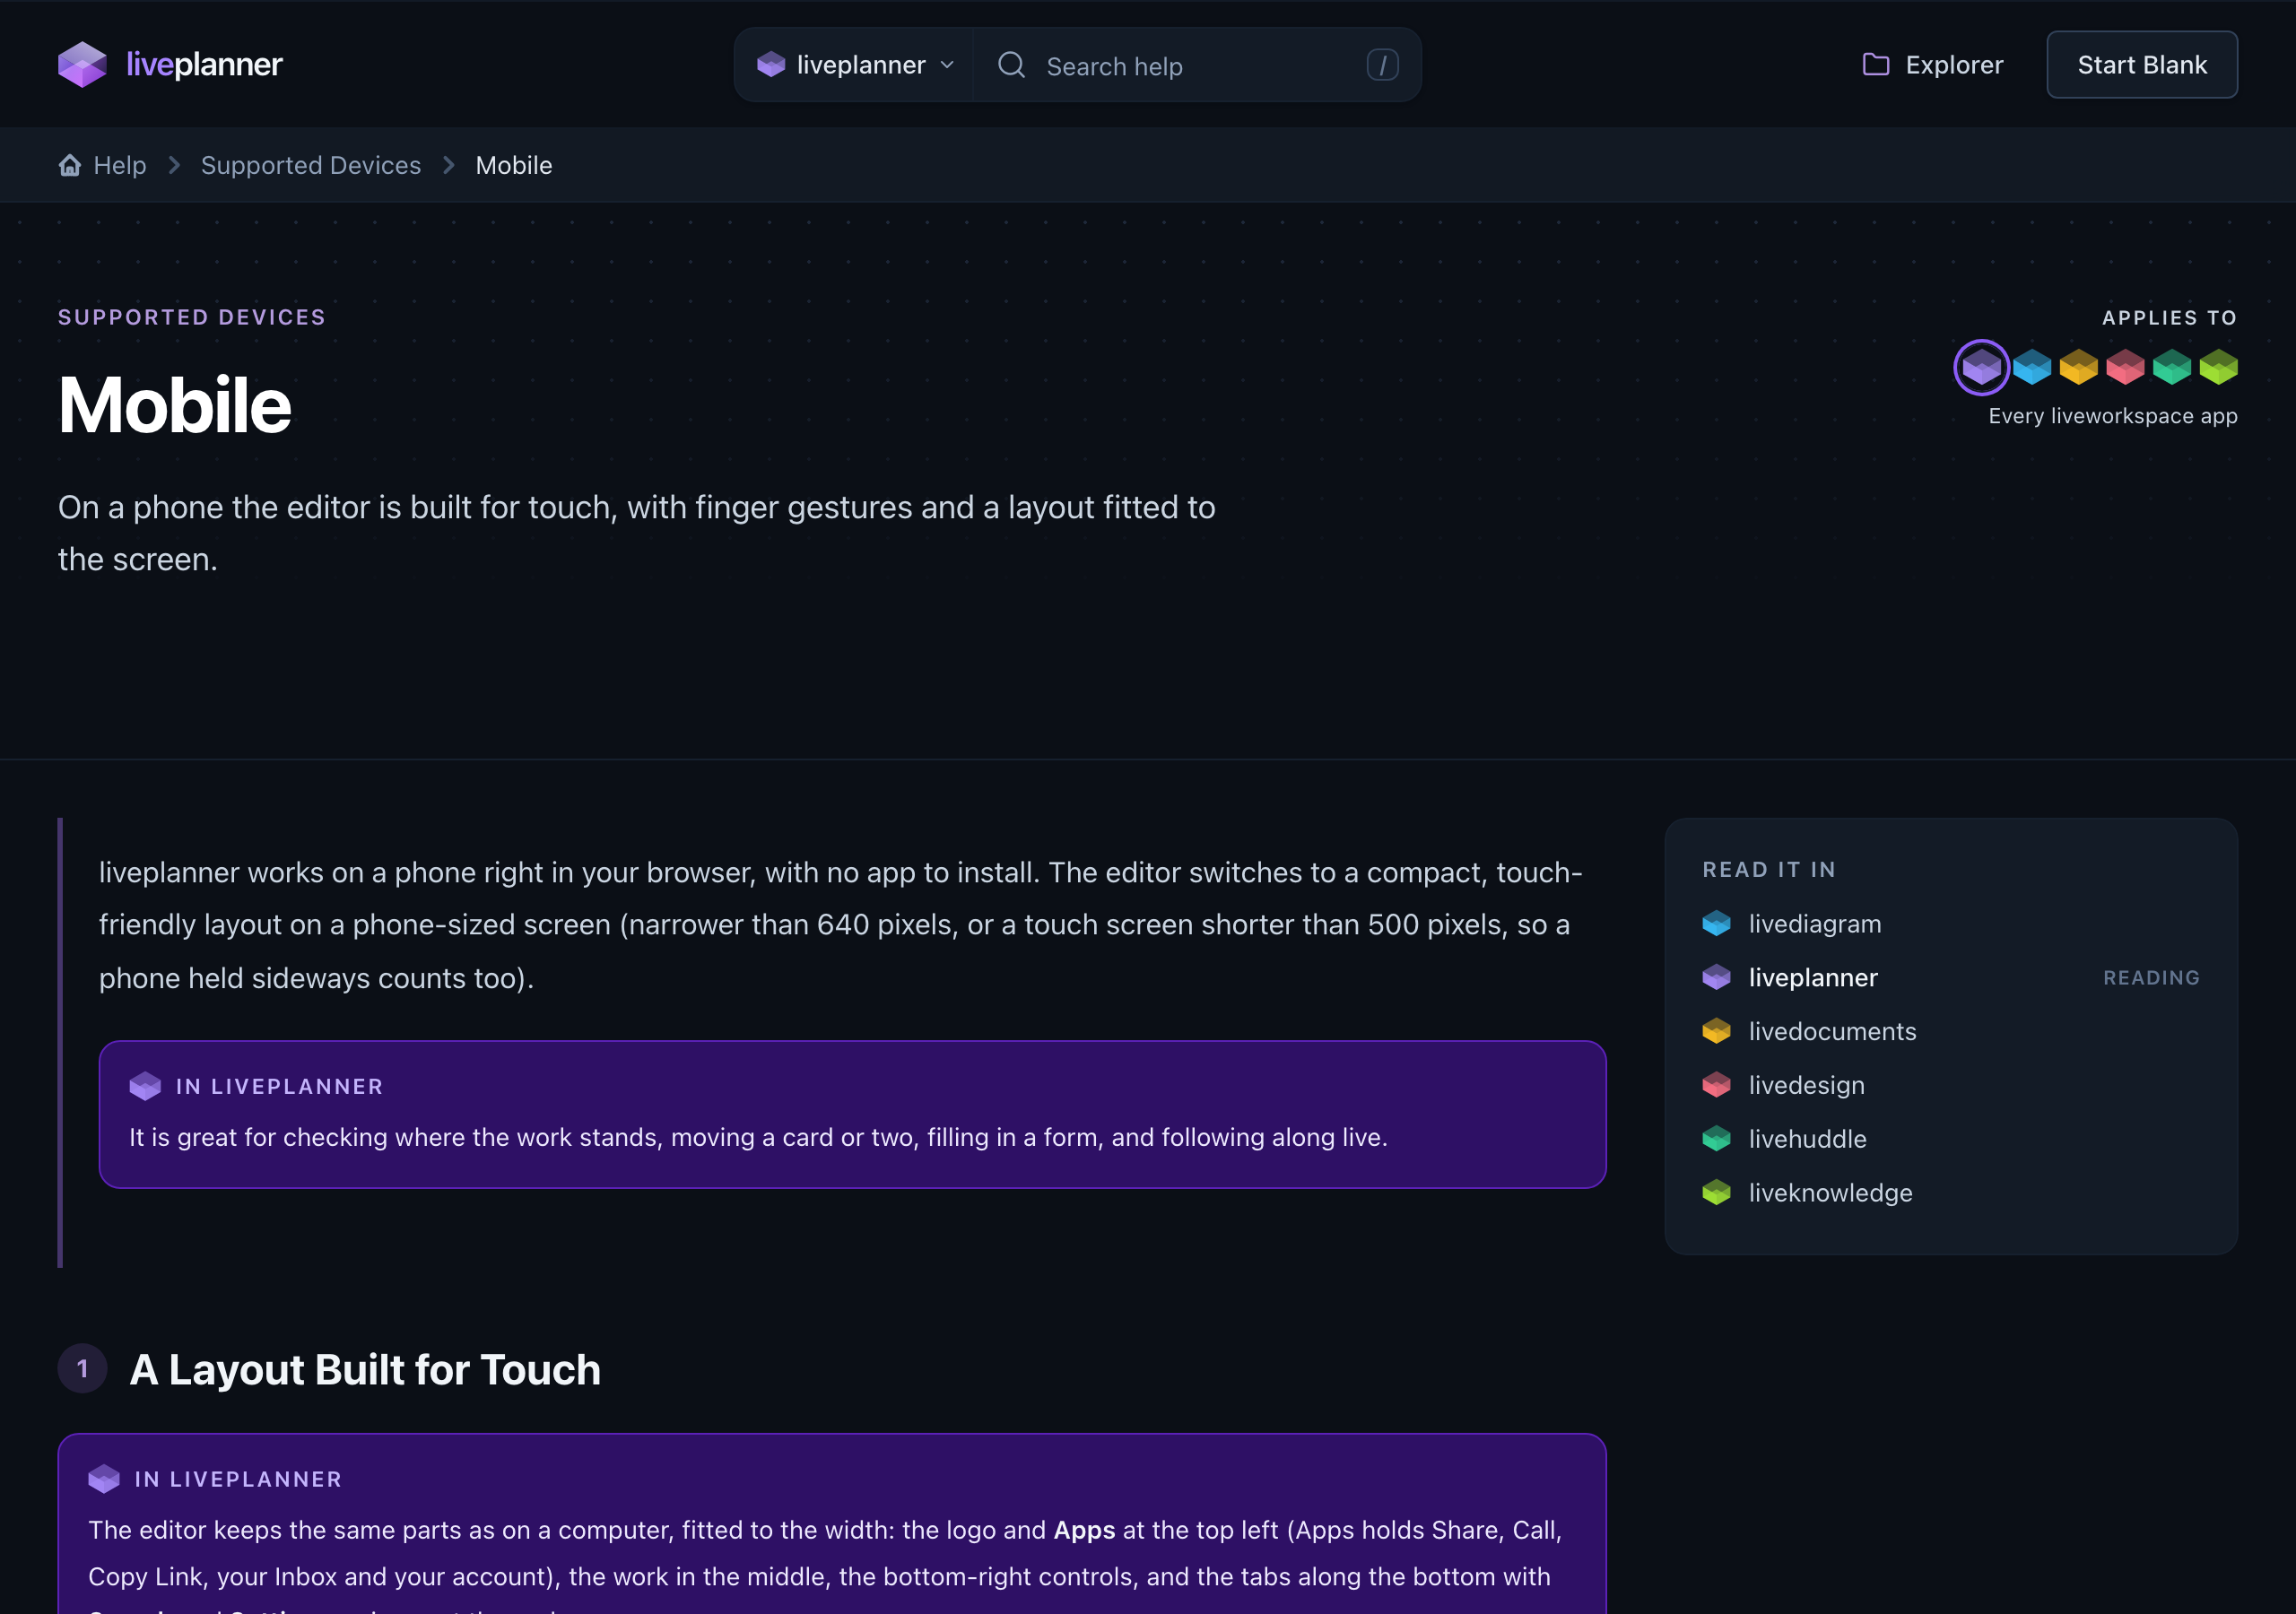 liveplanner
liveplanner
Search help
/
Explorer
Start Blank
Help
Supported Devices
Mobile
SUPPORTED DEVICES
APPLIES TO
Mobile
Every liveworkspace app
On a phone the editor is built for touch, with finger gestures and a layout fitted to
the screen.
liveplanner works on a phone right in your browser, with no app to install. The editor switches to a compact, touch-
friendly layout on a phone-sized screen (narrower than 640 pixels, or a touch screen shorter than 500 pixels, so a
phone held sideways counts too).
IN LIVEPLANNER
It is great for checking where the work stands, moving a card or two, filling in a form, and following along live.
READ IT IN
livediagram
liveplanner
READING
livedocuments
livedesign
livehuddle
liveknowledge
1
A Layout Built for Touch
IN LIVEPLANNER
The editor keeps the same parts as on a computer, fitted to the width: the logo and Apps at the top left (Apps holds Share, Call,
Copy Link, your Inbox and your account), the work in the middle, the bottom-right controls, and the tabs along the bottom with